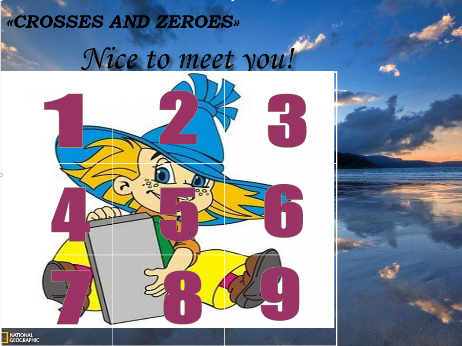 «CROSSES AND ZEROES»
Nice to meet you!
1 2 3
4 5 6
7 8 9
NATIONAL
GEOGRAPHIC